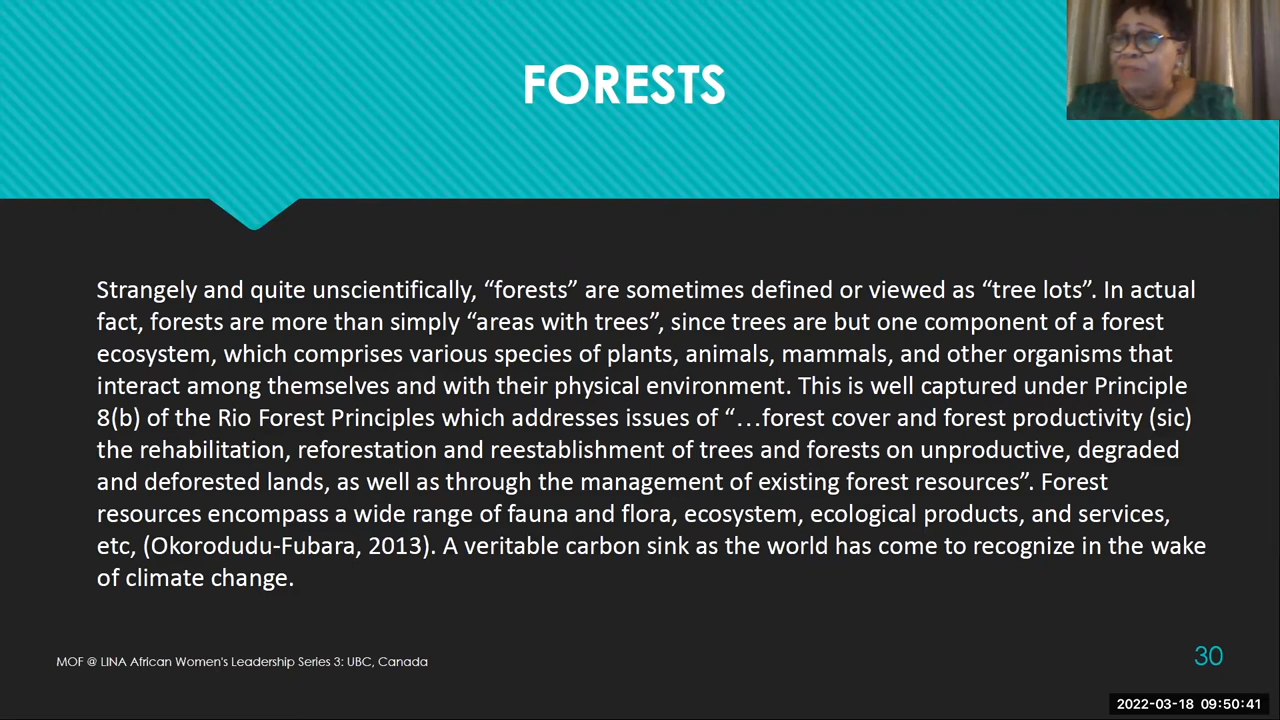 FORESTS
Strangely and quite unscientifically, “forests” are sometimes defined or viewed as “tree lots”. In actual
fact, forests are more than simply “areas with trees”, since trees are but one component of a forest
ecosystem, which comprises various species of plants, animals, mammals, and other organisms that
interact among themselves and with their physical environment. This is well captured under Principle
8(b) of the Rio Forest Principles which addresses issues of “…forest cover and forest productivity (sic)
the rehabilitation, reforestation and reestablishment of trees and forests on unproductive, degraded
and deforested lands, as well as through the management of existing forest resources”. Forest
resources encompass a wide range of fauna and flora, ecosystem, ecological products, and services,
etc, (Okorodudu-Fubara, 2013). A veritable carbon sink as the world has come to recognize in the wake
of climate change.
MOF @ LINA African Women's Leadership Series 3: UBC, Canada
30
2022-03-18 09:50:41